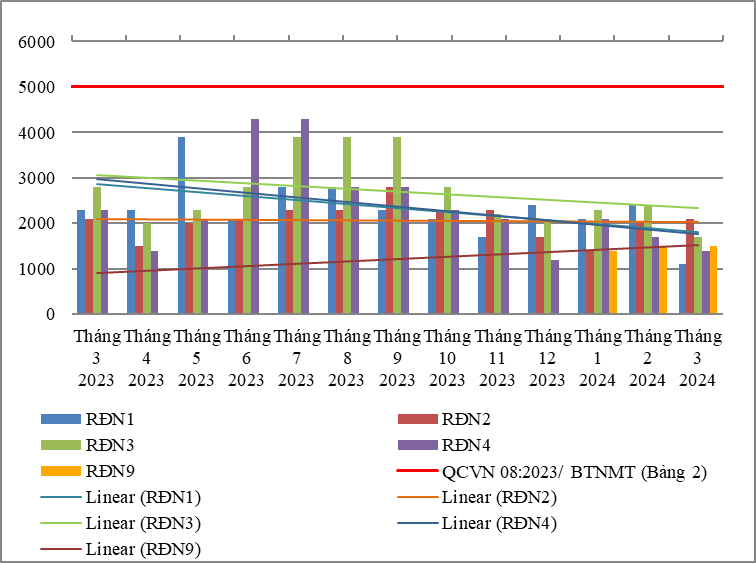 6000
5000
4000
3000
2000
1000
0
Tháng Tháng Tháng Tháng Tháng Tháng Tháng Tháng Tháng Tháng Tháng Tháng Tháng
3 4 5 6 7 8 9 10 11 12 1 2 3
2023 2023 2023 2023 2023 2023 2023 2023 2023 2023 2024 2024 2024
RĐN1 RĐN2
RĐN3 RĐN4
RĐN9 QCVN 08:2023/ BTNMT (Bảng 2)
Linear (RĐN1) Linear (RĐN2)
Linear (RĐN3) Linear (RĐN4)
Linear (RĐN9)